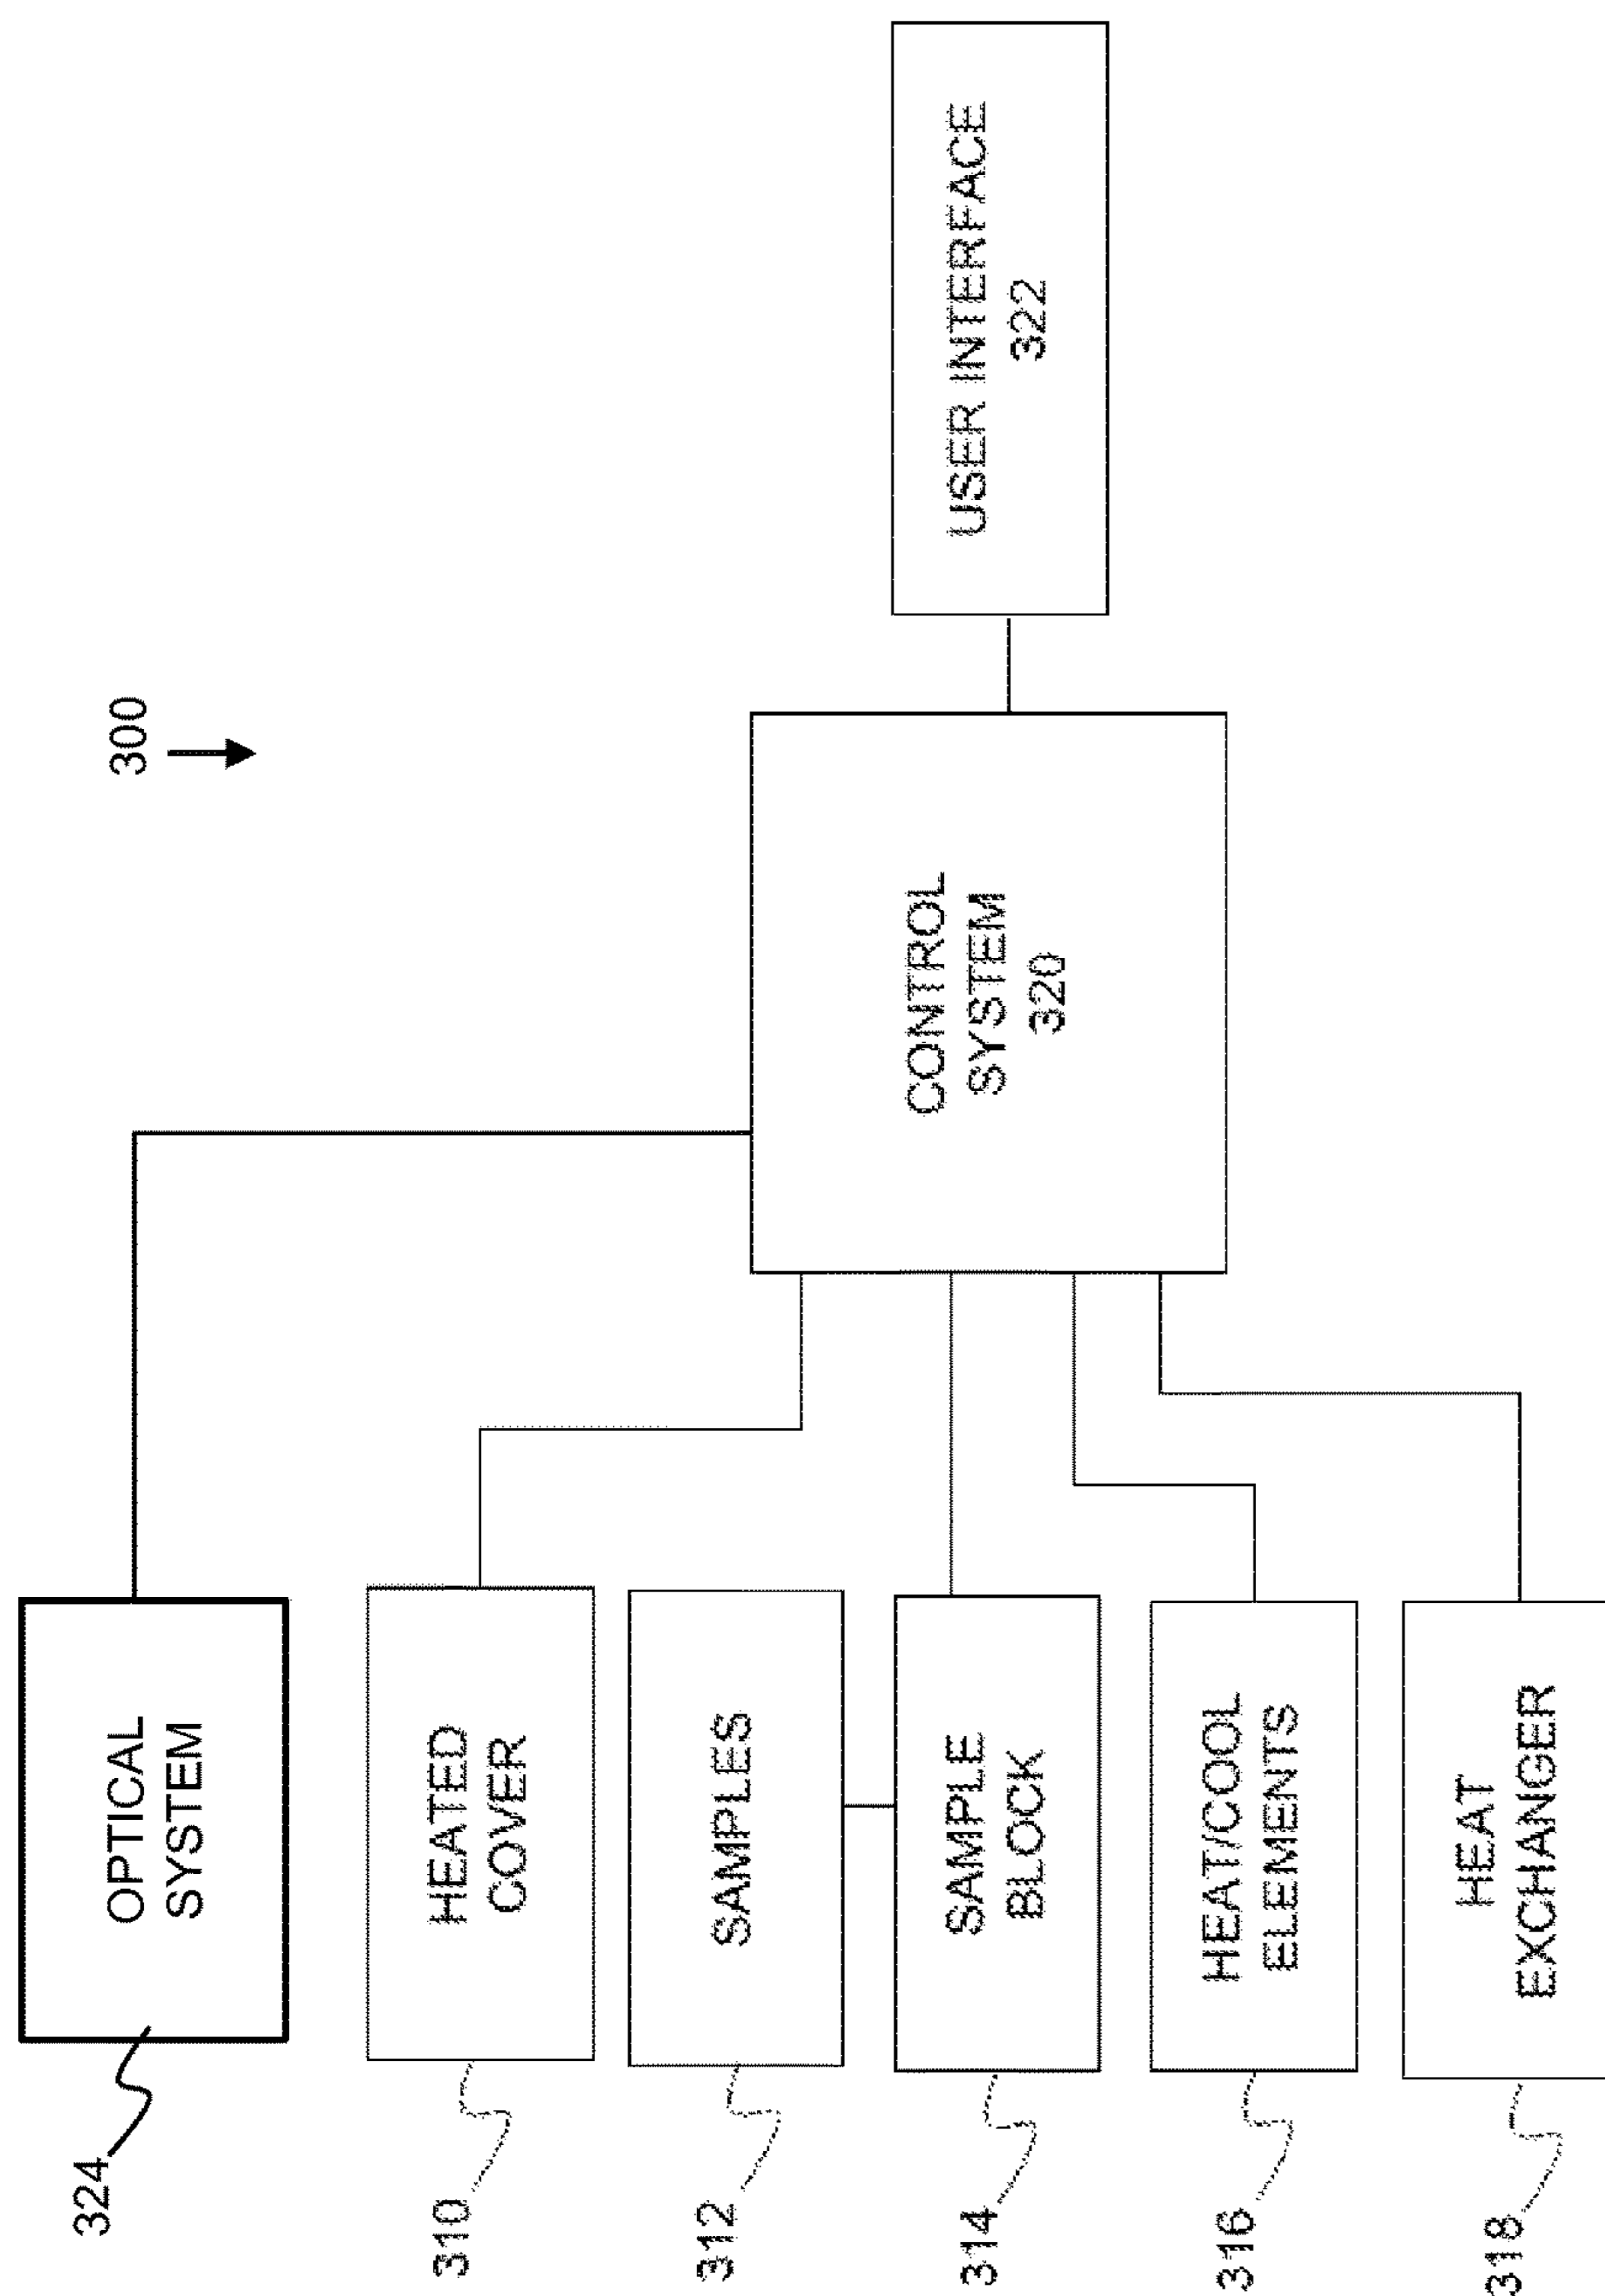 300
324
OPTICAL
SYSTEM
310
HEATED
COVER
312
SAMPLES
314
SAMPLE
BLOCK
316
HEAT/COOL
ELEMENTS
318
HEAT
EXCHANGER
CONTROL
SYSTEM
320
USER INTERFACE
322